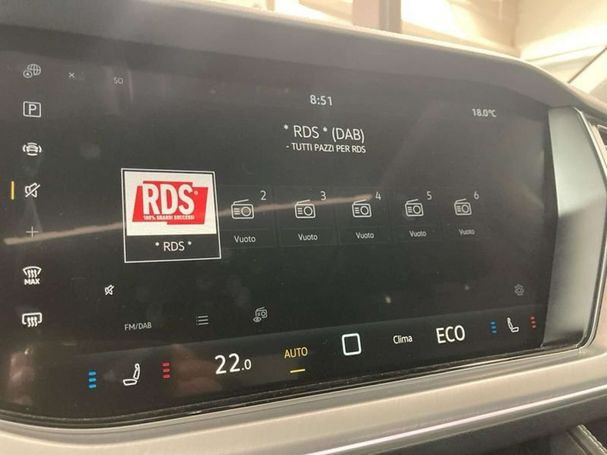 8:51
18.0°C
SO
* RDS * (DAB)
- TUTTI PAZZI PER RDS
P
RDS
100% GRANDI SUCCESSI
* RDS *
2
3
4
5
6
Vuoto
Vuoto
Vuoto
Vuoto
Vuoto
MAX
FM/DAB
22.0
AUTO
Clima
ECO